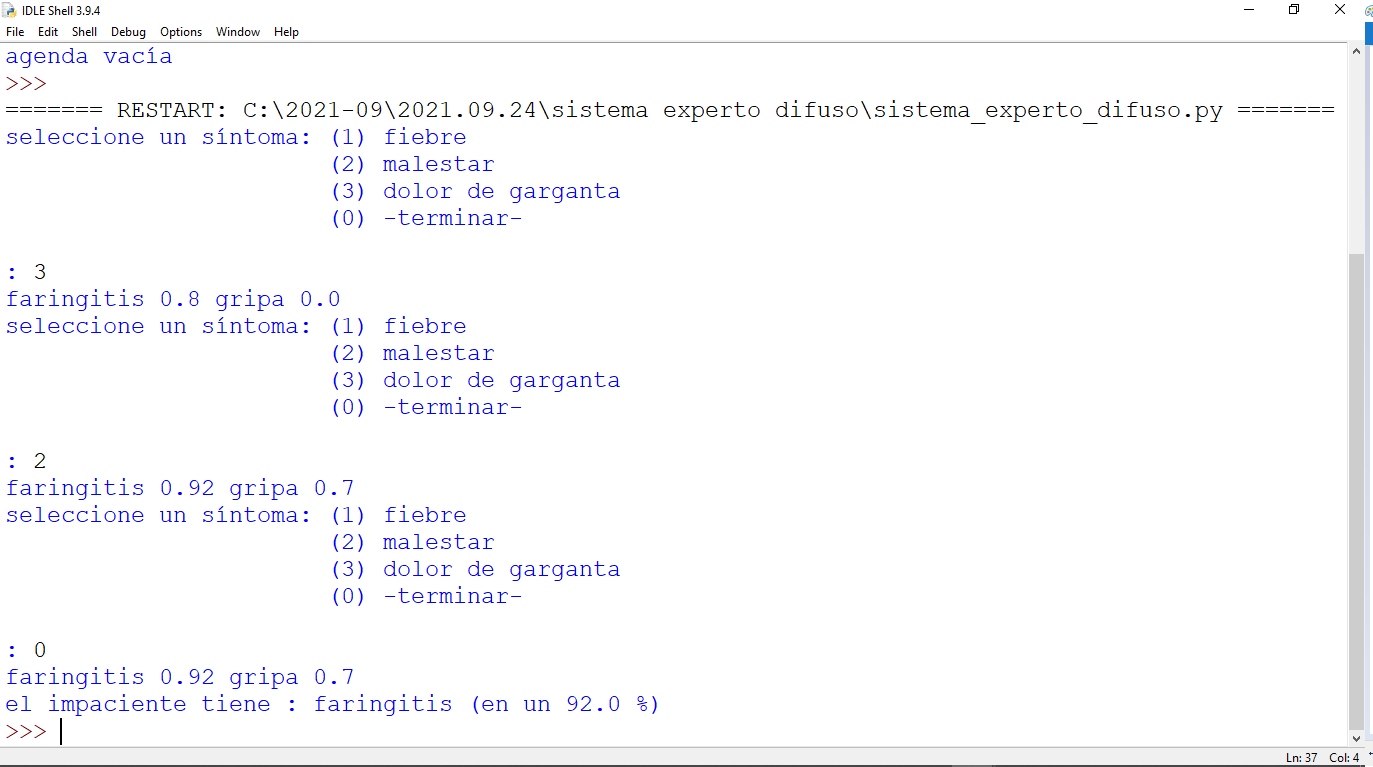 IDLE Shell 3.9.4
File Edit Shell Debug Options Window Help
agenda vacía
>>>
======= RESTART: C:\2021-09\2021.09.24\sistema experto difuso\sistema_experto_difuso.py =======
seleccione un síntoma: (1) fiebre
(2) malestar
(3) dolor de garganta
(0) -terminar-
: 3
faringitis 0.8 gripa 0.0
seleccione un síntoma: (1) fiebre
(2) malestar
(3) dolor de garganta
(0) -terminar-
: 2
faringitis 0.92 gripa 0.7
seleccione un síntoma: (1) fiebre
(2) malestar
(3) dolor de garganta
(0) -terminar-
: 0
faringitis 0.92 gripa 0.7
el impaciente tiene : faringitis (en un 92.0 %)
>>>
Ln: 37 Col: 4